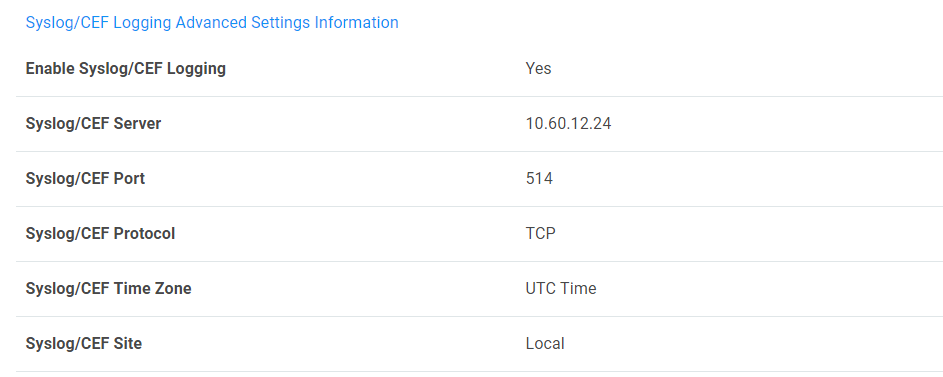 Syslog/CEF Logging Advanced Settings Information
Enable Syslog/CEF Logging Yes
Syslog/CEF Server 10.60.12.24
Syslog/CEF Port 514
Syslog/CEF Protocol TCP
Syslog/CEF Time Zone UTC Time
Syslog/CEF Site Local